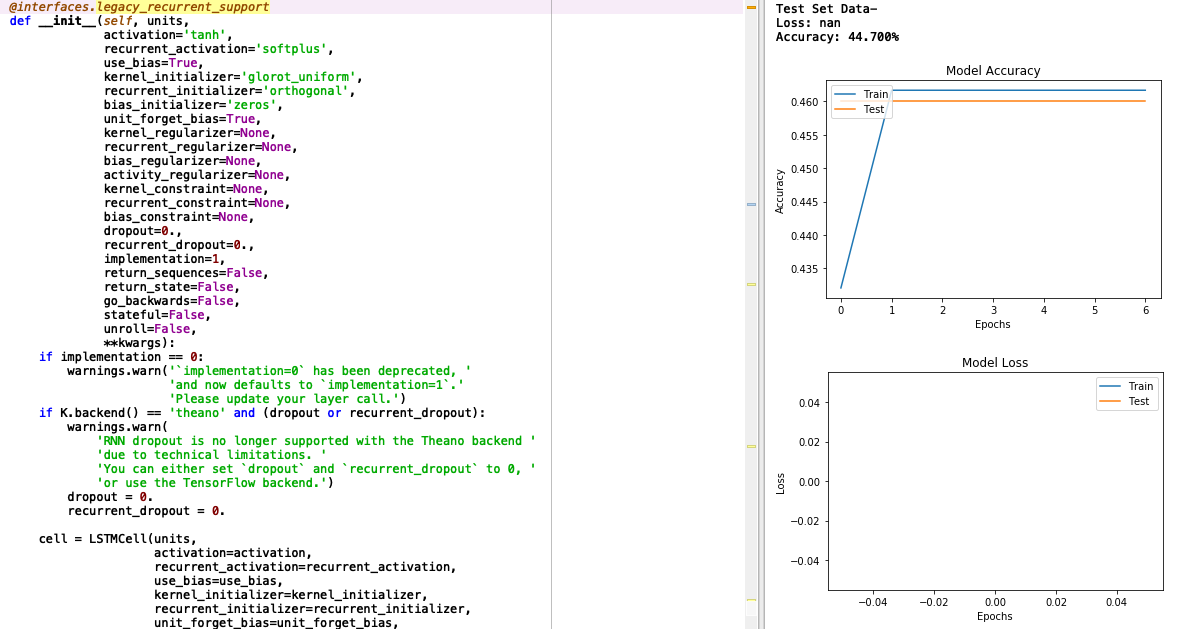 @interfaces.legacy_recurrent_support
def __init__(self, units,
activation='tanh',
recurrent_activation='softplus',
use_bias=True,
kernel_initializer='glorot_uniform',
recurrent_initializer='orthogonal',
bias_initializer='zeros',
unit_forget_bias=True,
kernel_regularizer=None,
recurrent_regularizer=None,
bias_regularizer=None,
activity_regularizer=None,
kernel_constraint=None,
recurrent_constraint=None,
bias_constraint=None,
dropout=0.,
recurrent_dropout=0.,
implementation=1,
return_sequences=False,
return_state=False,
go_backwards=False,
stateful=False,
unroll=False,
**kwargs):
if implementation == 0:
warnings.warn('`implementation=0` has been deprecated, '
'and now defaults to `implementation=1`.'
'Please update your layer call.')
if K.backend() == 'theano' and (dropout or recurrent_dropout):
warnings.warn(
'RNN dropout is no longer supported with the Theano backend '
'due to technical limitations. '
'You can either set `dropout` and `recurrent_dropout` to 0, '
'or use the TensorFlow backend.')
dropout = 0.
recurrent_dropout = 0.
cell = LSTMCell(units,
activation=activation,
recurrent_activation=recurrent_activation,
use_bias=use_bias,
kernel_initializer=kernel_initializer,
recurrent_initializer=recurrent_initializer,
unit_forget_bias=unit_forget_bias,
Test Set Data-
Loss: nan
Accuracy: 44.700%
Model Accuracy
Train
Test
0.460
0.455
0.450
0.445
0.440
0.435
Accuracy
0 1 2 3 4 5 6
Epochs
Model Loss
Train
Test
0.04
0.02
0.00
−0.02
−0.04
Loss
−0.04 −0.02 0.00 0.02 0.04
Epochs